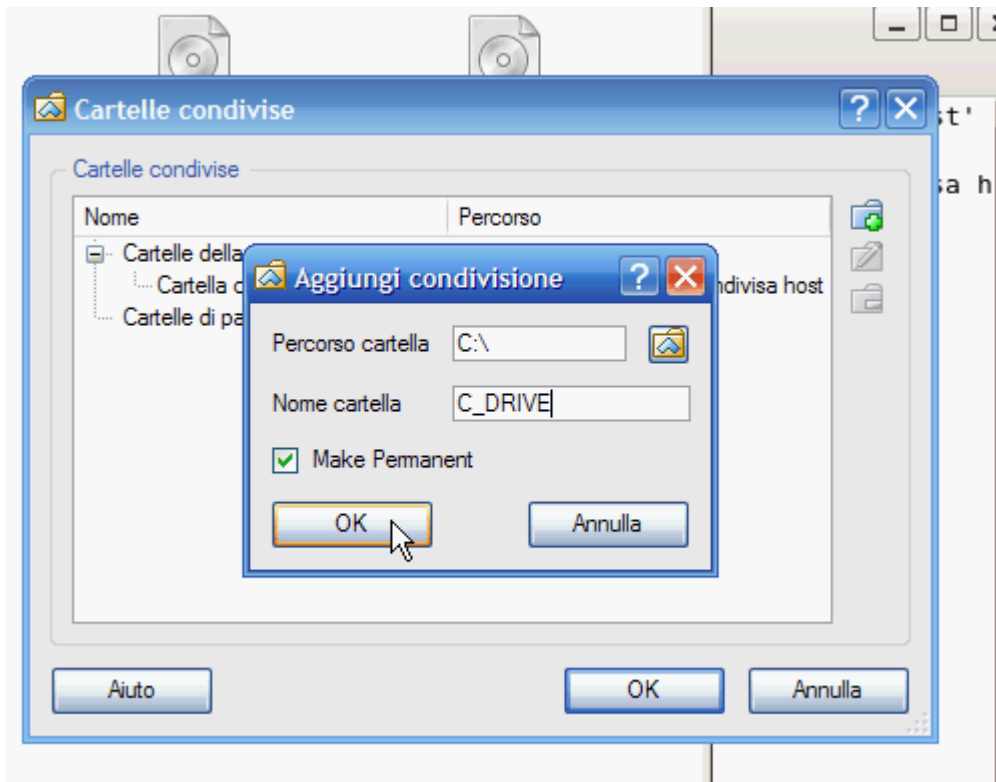 Cartelle condivise
st'
Cartelle condivise
sa h
Nome Percorso
Cartelle della
Aggiungi condivisione
Cartella c ndivisa host
Cartelle di pa
Percorso cartella C:\
Nome cartella C_DRIVE
Make Permanent
OK Annulla
Aiuto OK Annulla